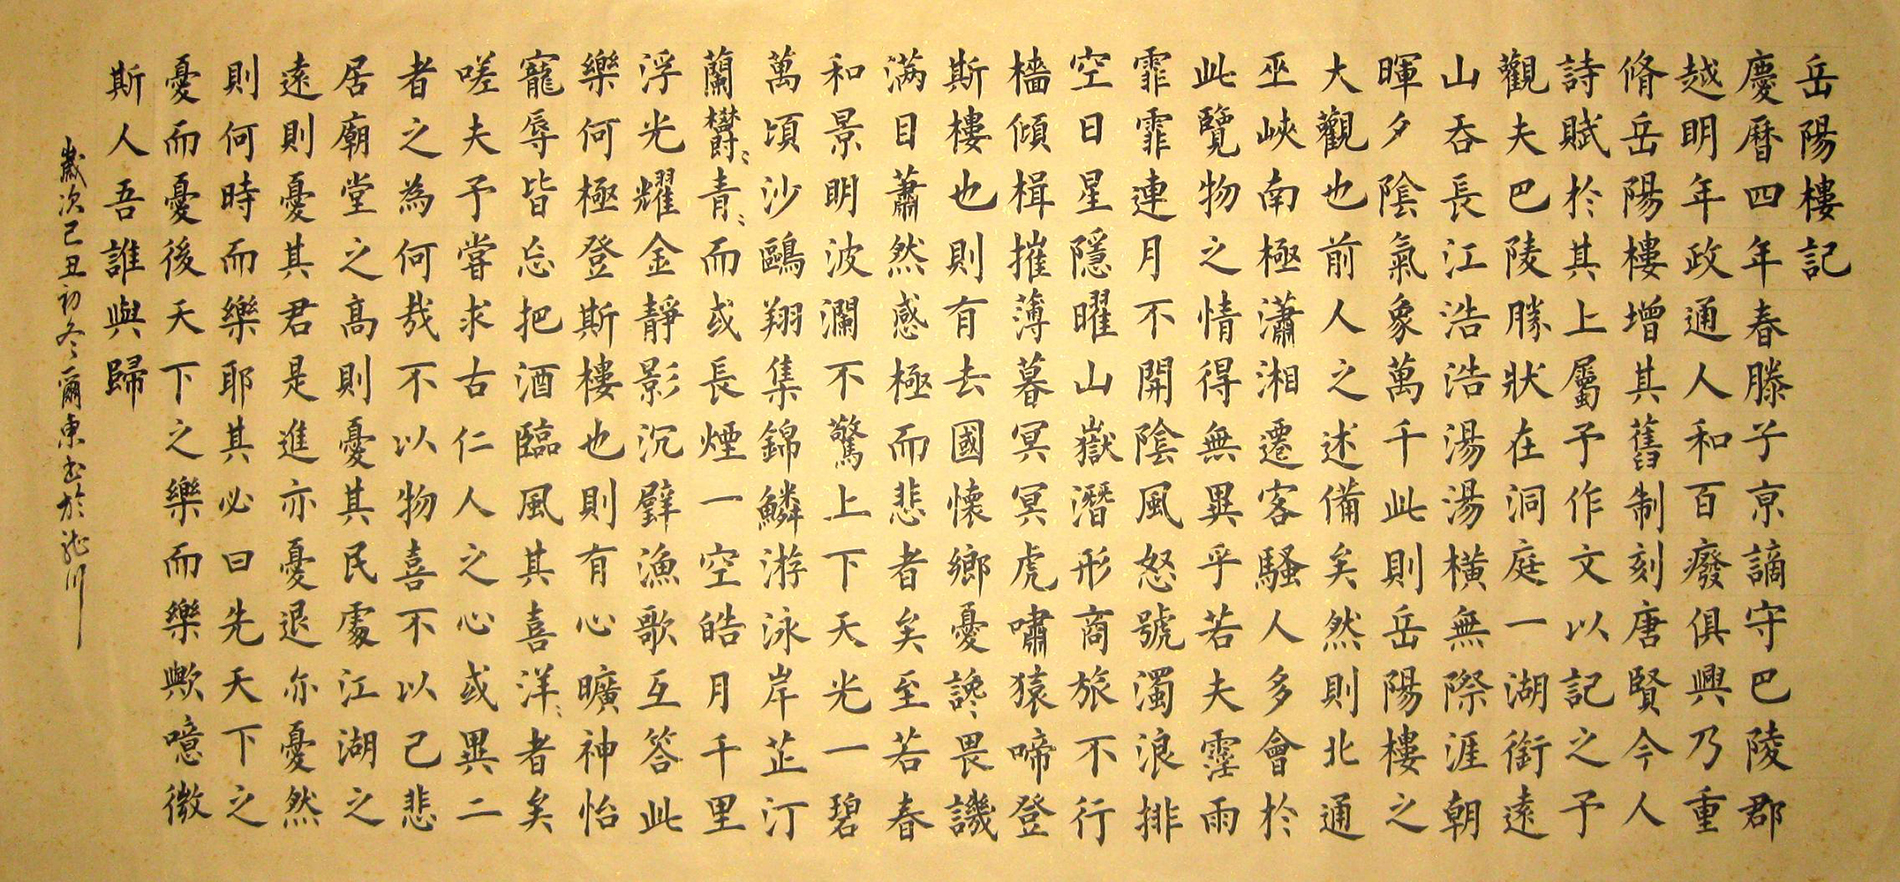 岳陽樓記
慶曆四年春滕子京謫守巴陵郡
越明年政通人和百廢俱興乃重
脩岳陽樓增其舊制刻唐賢今人
詩賦於其上屬予作文以記之予
觀夫巴陵勝狀在洞庭一湖銜遠
山吞長江浩浩湯湯橫無際涯朝
暉夕陰氣象萬千此則岳陽樓之
大觀也前人之述備矣然則北通
巫峽南極瀟湘遷客騷人多會於
此覽物之情得無異乎若夫霪雨
霏霏連月不開陰風怒號濁浪排
空日星隱曜山嶽潛形商旅不行
檣傾楫摧薄暮冥冥虎嘯猿啼登
斯樓也則有去國懷鄉憂讒畏譏
滿目蕭然感極而悲者矣至若春
和景明波瀾不驚上下天光一碧
萬頃沙鷗翔集錦鱗游泳岸芷汀
蘭鬱〻青〻而或長煙一空皓月千里
浮光耀金靜影沉璧漁歌互答此
樂何極登斯樓也則有心曠神怡
寵辱皆忘把酒臨風其喜洋〻者矣
嗟夫予嘗求古仁人之心或異二
者之為何哉不以物喜不以己悲
居廟堂之高則憂其民處江湖之
遠則憂其君是進亦憂退亦憂然
則何時而樂耶其必曰先天下之
憂而憂後天下之樂而樂歟噫微
斯人吾誰與歸
歲次己丑初冬爾東書於龍川